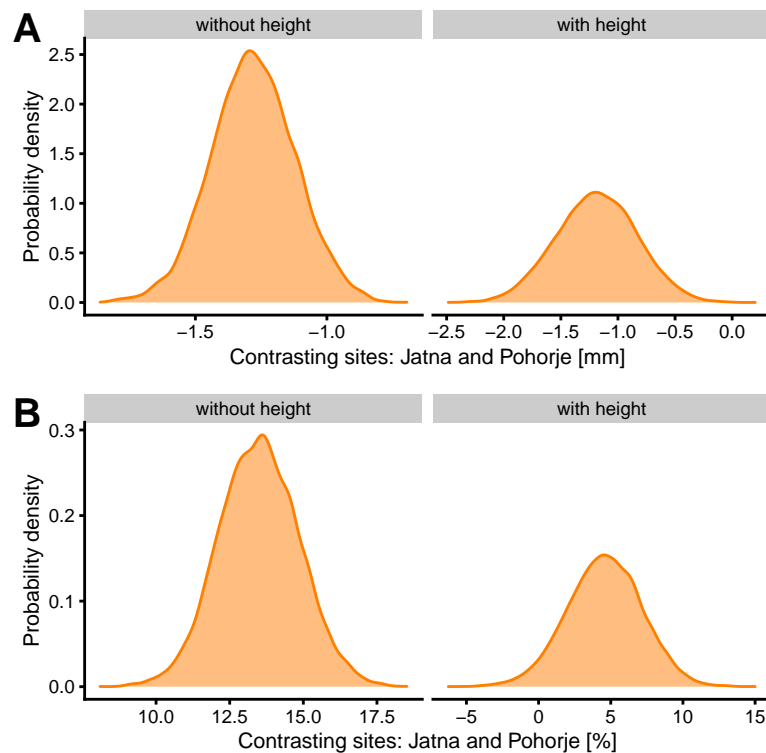 A
without height
with height
Probability density
2.5
2.0
1.5
1.0
0.5
0.0
−1.5
−1.0
−2.5
−2.0
−1.5
−1.0
−0.5
0.0
Contrasting sites: Jatna and Pohorje [mm]
B
without height
with height
Probability density
0.3
0.2
0.1
0.0
10.0
12.5
15.0
17.5
−5
0
5
10
15
Contrasting sites: Jatna and Pohorje [%]